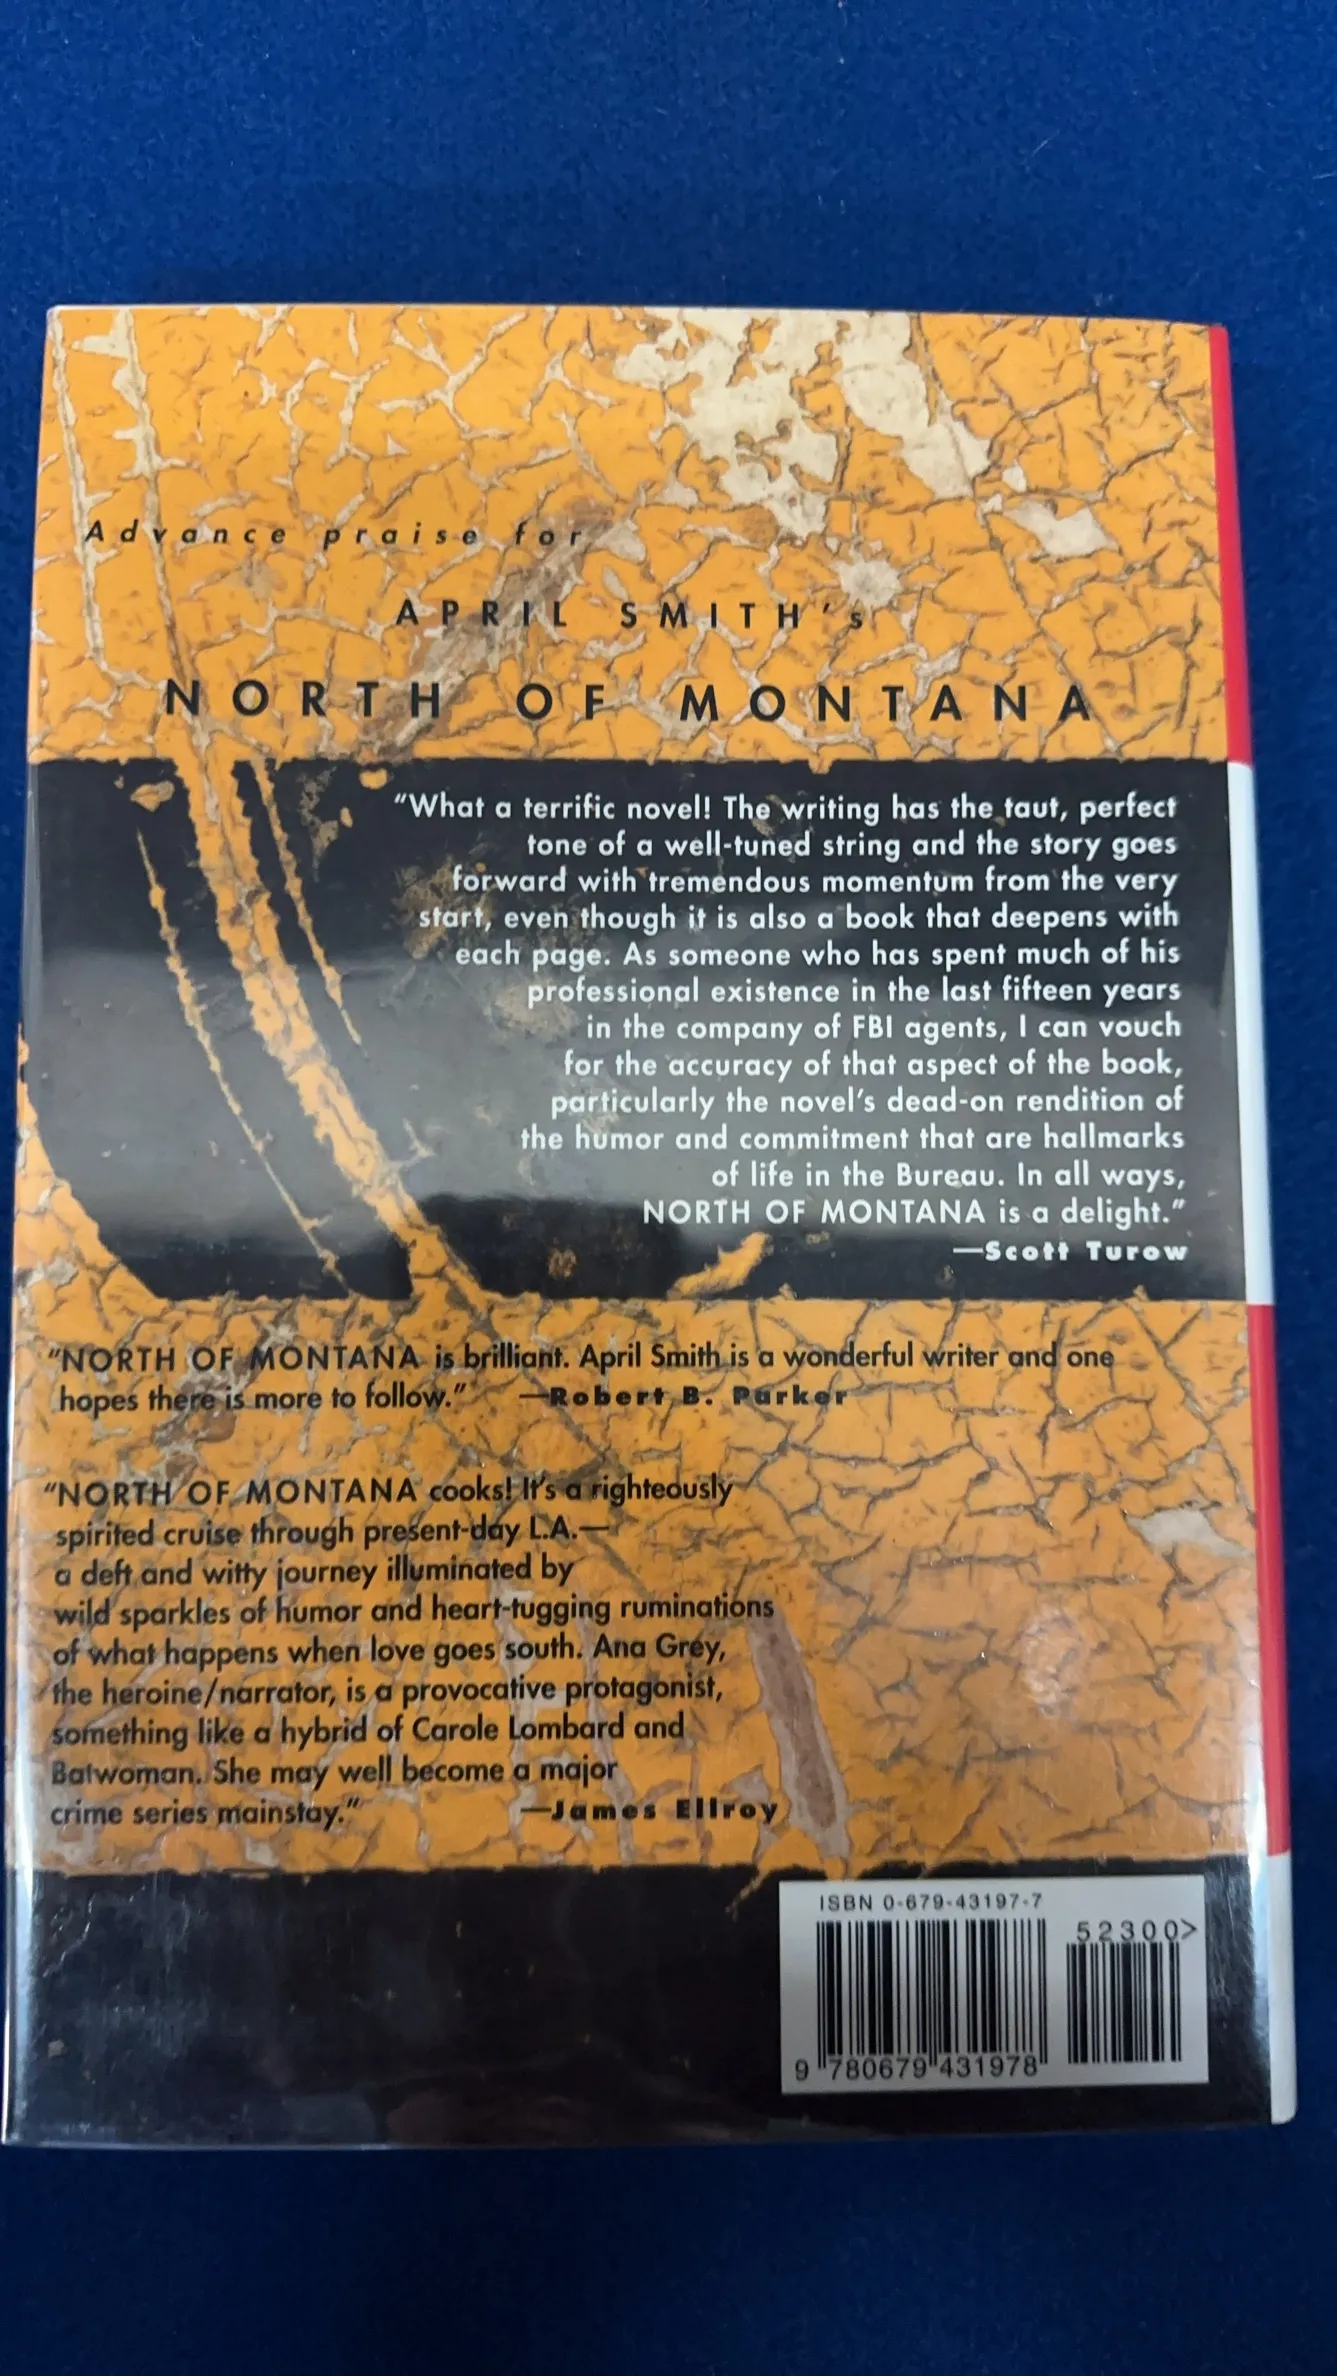 Advance praise for
APRIL SMITH's
NORTH OF MONTANA
"What a terrific novel! The writing has the taut, perfect
tone of a well-tuned string and the story goes
forward with tremendous momentum from the very
start, even though it is also a book that deepens with
each page. As someone who has spent much of his
professional existence in the last fifteen years
in the company of FBI agents, I can vouch
for the accuracy of that aspect of the book,
particularly the novel's dead-on rendition of
the humor and commitment that are hallmarks
of life in the Bureau. In all ways,
NORTH OF MONTANA is a delight."
—Scott Turow
"NORTH OF MONTANA is brilliant. April Smith is a wonderful writer and one
hopes there is more to follow." —Robert B. Parker
"NORTH OF MONTANA cooks! It's a righteously
spirited cruise through present-day L.A.—
a deft and witty journey illuminated by
wild sparkles of humor and heart-tugging ruminations
of what happens when love goes south. Ana Grey,
the heroine/narrator, is a provocative protagonist,
something like a hybrid of Carole Lombard and
Batwoman. She may well become a major
crime series mainstay." —James Ellroy
ISBN 0-679-43197-7
52300>
9 780679 431978